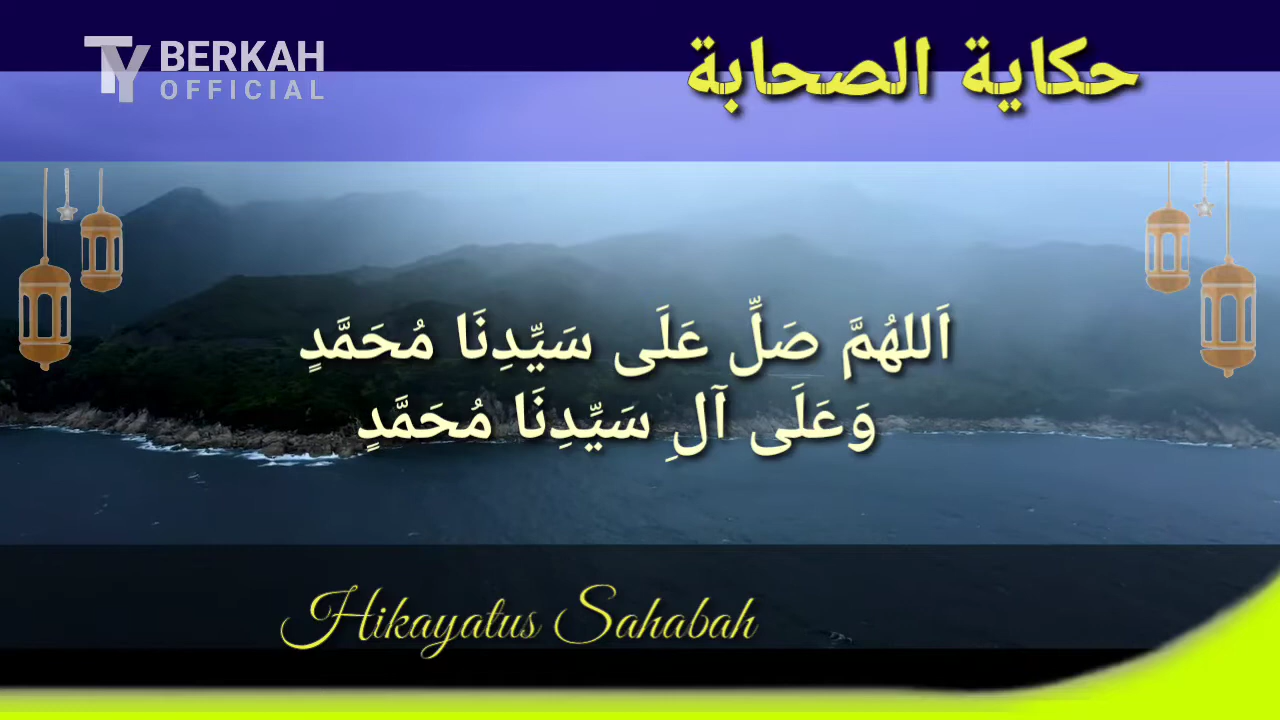 TY BERKAH
OFFICIAL
حكاية الصحابة
اَللهُمَّ صَلِّ عَلَى سَيِّدِنَا مُحَمَّدٍ
وَعَلَى آلِ سَيِّدِنَا مُحَمَّدٍ
Hikayatus Sahabah